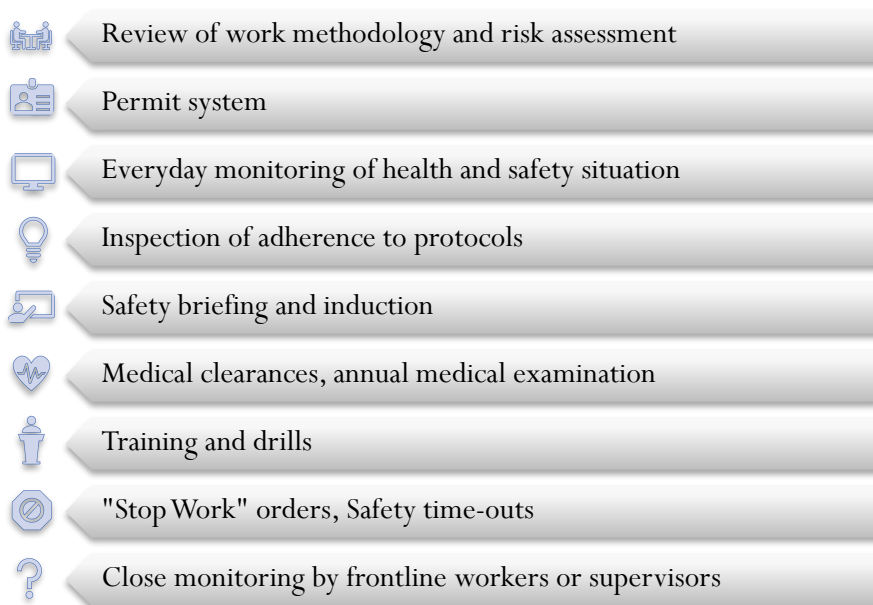 Review of work methodology and risk assessment
Permit system
Everyday monitoring of health and safety situation
Inspection of adherence to protocols
Safety briefing and induction
Medical clearances, annual medical examination
Training and drills
"Stop Work" orders, Safety time-outs
Close monitoring by frontline workers or supervisors